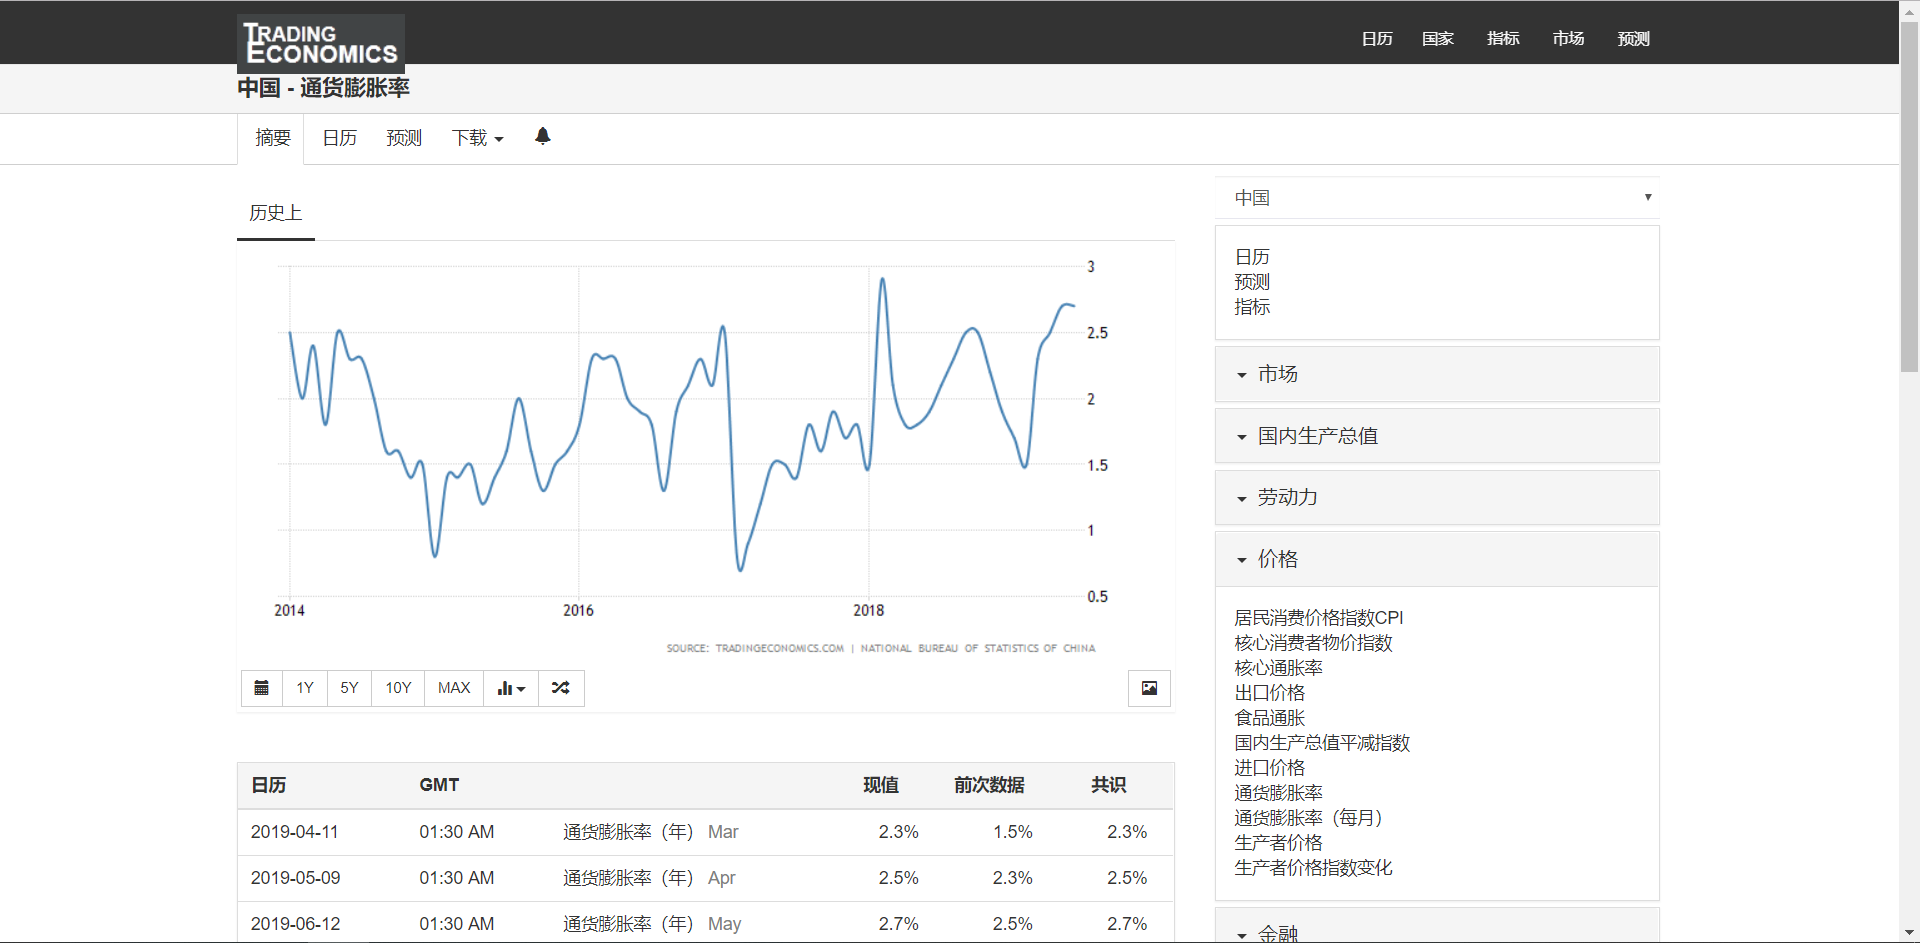 TRADING
ECONOMICS
日历 国家 指标 市场 预测
中国 - 通货膨胀率
摘要 日历 预测 下载
历史上
3
2.5
2
1.5
1
0.5
2014 2016 2018
SOURCE: TRADINGECONOMICS.COM | NATIONAL BUREAU OF STATISTICS OF CHINA
1Y 5Y 10Y MAX
日历 GMT 现值 前次数据 共识
2019-04-11 01:30 AM 通货膨胀率（年） Mar 2.3% 1.5% 2.3%
2019-05-09 01:30 AM 通货膨胀率（年） Apr 2.5% 2.3% 2.5%
2019-06-12 01:30 AM 通货膨胀率（年） May 2.7% 2.5% 2.7%
中国
日历
预测
指标
市场
国内生产总值
劳动力
价格
居民消费价格指数CPI
核心消费者物价指数
核心通胀率
出口价格
食品通胀
国内生产总值平减指数
进口价格
通货膨胀率
通货膨胀率（每月）
生产者价格
生产者价格指数变化
金融